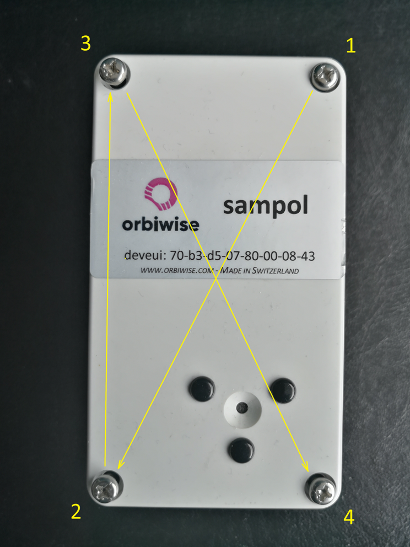 3 1
sampol
orbiwise
deveui: 70-b3-d5-07-80-00-08-43
WWW.ORBIWISE.COM - MADE IN SWITZERLAND
2 4